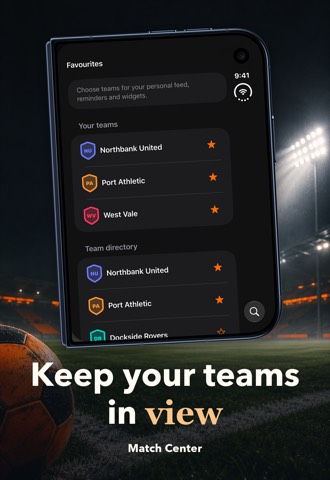 Favourites
9:41
Choose teams for your personal feed,
reminders and widgets.
Your teams
NU Northbank United
PA Port Athletic
WV West Vale
Team directory
NU Northbank United
PA Port Athletic
DR Dockside Rovers
Keep your teams
in view
Match Center